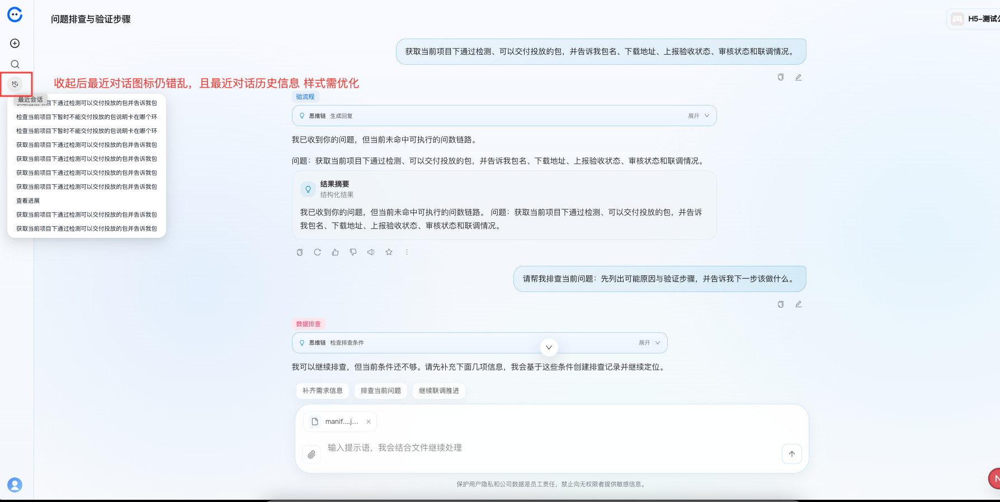 问题排查与验证步骤
H5-测试
获取当前项目下通过检测、可以交付投放的包，并告诉我包名、下载地址、上报验收状态、审核状态和联调情况。
收起后最近对话图标仍错乱，且最近对话历史信息 样式需优化
最近会话
目下通过检测可以交付投放的包并告诉我包
检查当前项目下暂时不能交付投放的包说明卡在哪个环
检查当前项目下暂时不能交付投放的包说明卡在哪个环
获取当前项目下通过检测可以交付投放的包并告诉我包
获取当前项目下通过检测可以交付投放的包并告诉我包
获取当前项目下通过检测可以交付投放的包并告诉我包
获取当前项目下通过检测可以交付投放的包并告诉我包
查看进展
获取当前项目下通过检测可以交付投放的包并告诉我包
获取当前项目下通过检测可以交付投放的包并告诉我包
验流程
思维链 生成回复 展开
我已收到你的问题，但当前未命中可执行的问数链路。
问题：获取当前项目下通过检测、可以交付投放的包，并告诉我包名、下载地址、上报验收状态、审核状态和联调情况。
结果摘要
结构化结果
我已收到你的问题，但当前未命中可执行的问数链路。 问题：获取当前项目下通过检测、可以交付投放的包，并告诉
我包名、下载地址、上报验收状态、审核状态和联调情况。
请帮我排查当前问题：先列出可能原因与验证步骤，并告诉我下一步该做什么。
数据排查
思维链 检查排查条件 展开
我可以继续排查，但当前条件还不够。请先补充下面几项信息，我会基于这些条件创建排查记录并继续定位。
补齐需求信息 排查当前问题 继续联调推进
manif....j...
输入提示语，我会结合文件继续处理
保护用户隐私和公司数据是员工责任，禁止向无权限者提供敏感信息。
N